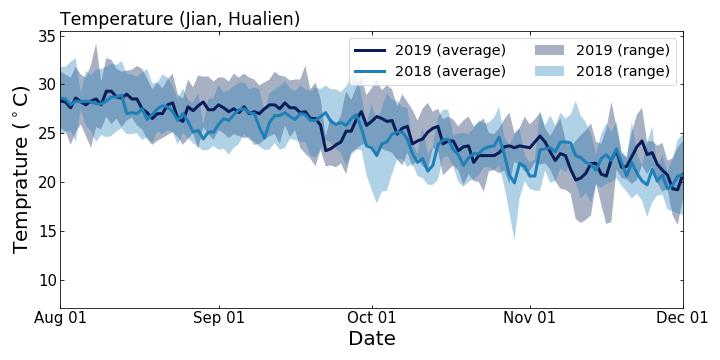 Temperature (Jian, Hualien)
2019 (average)
2018 (average)
2019 (range)
2018 (range)
Temprature (°C)
35
30
25
20
15
10
Aug 01
Sep 01
Oct 01
Nov 01
Dec 01
Date